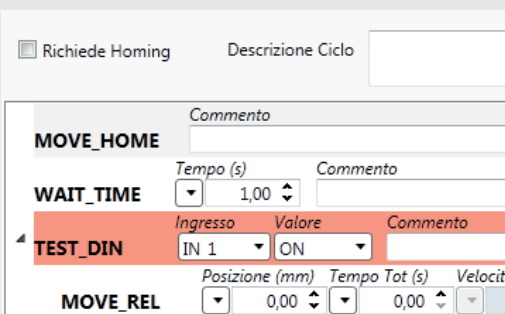 Richiede Homing Descrizione Ciclo
Commento
MOVE_HOME
Tempo (s) Commento
WAIT_TIME 1,00
Ingresso Valore Commento
TEST_DIN IN 1 ON
Posizione (mm) Tempo Tot (s) Velocit
MOVE_REL 0,00 0,00